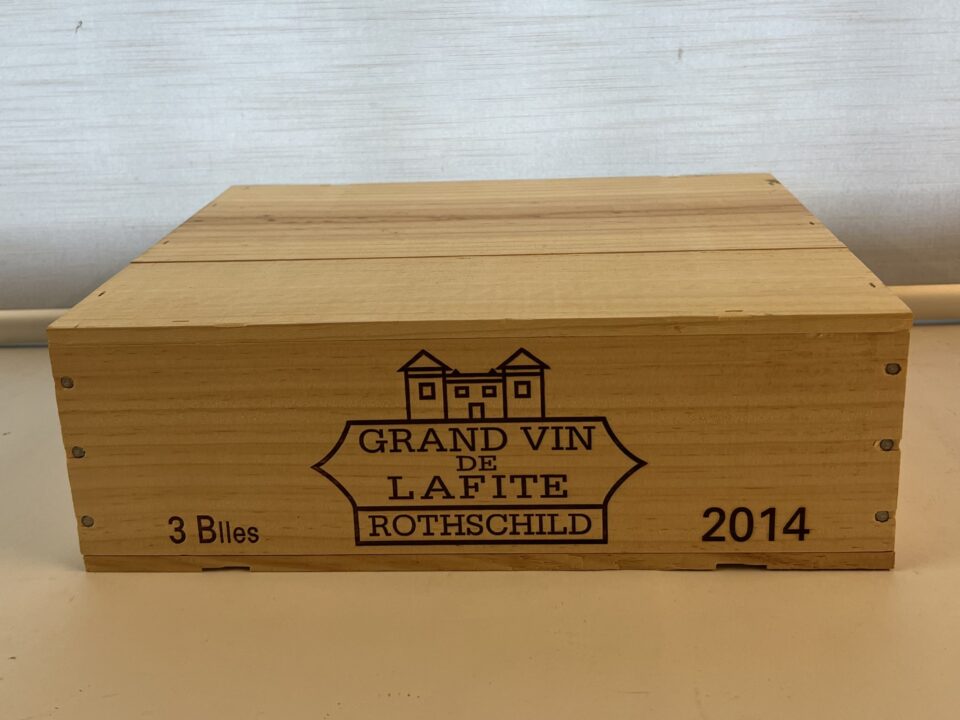 GRAND VIN
DE
LAFITE
ROTHSCHILD
3 Blles
2014